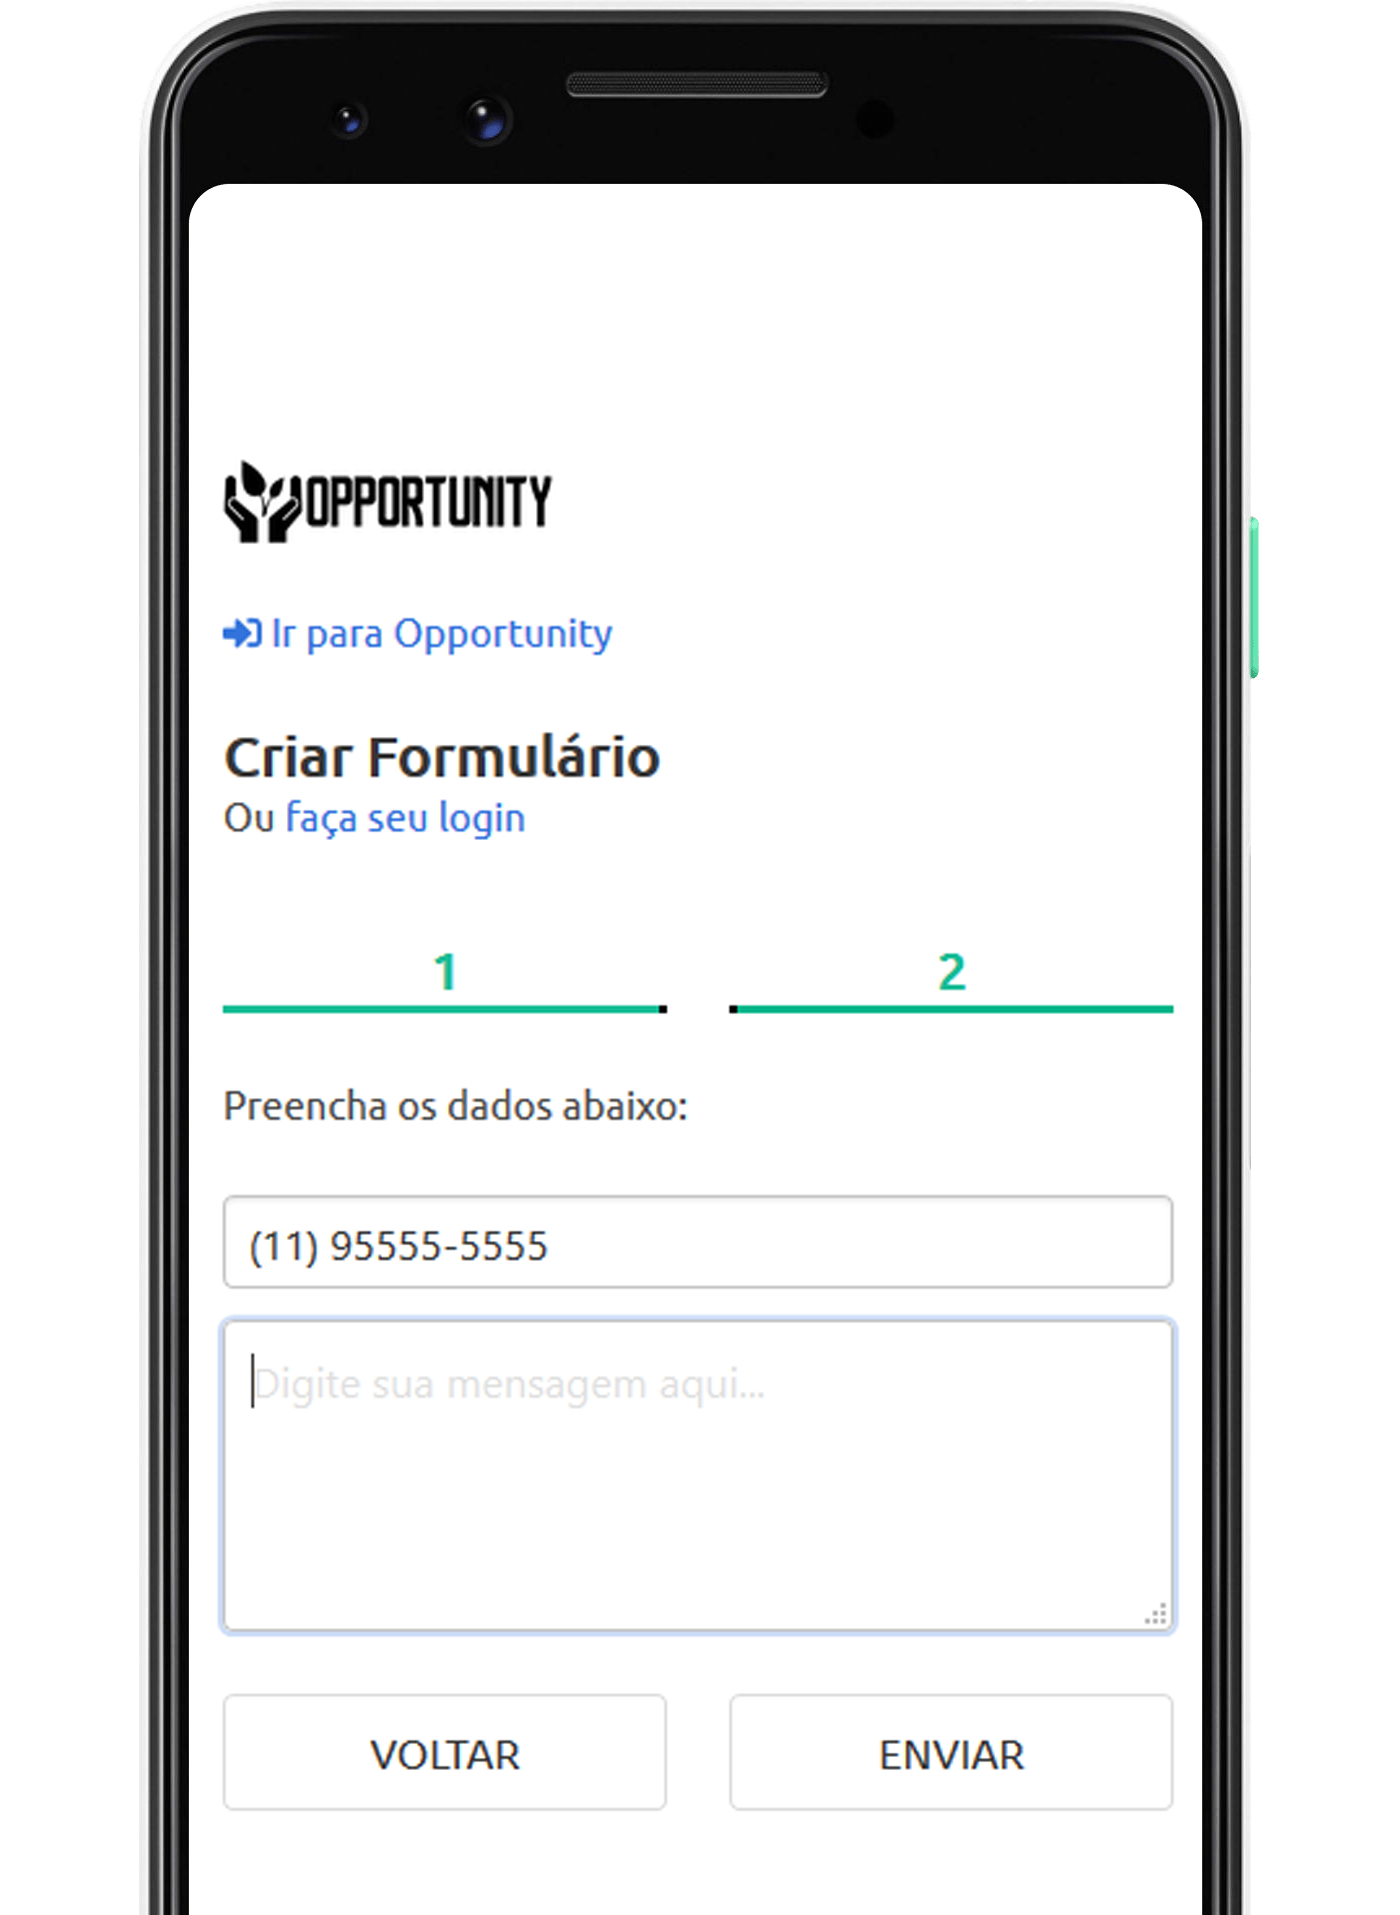 OPPORTUNITY
Ir para Opportunity
Criar Formulário
Ou faça seu login
1 2
Preencha os dados abaixo:
(11) 95555-5555
Digite sua mensagem aqui...
VOLTAR ENVIAR